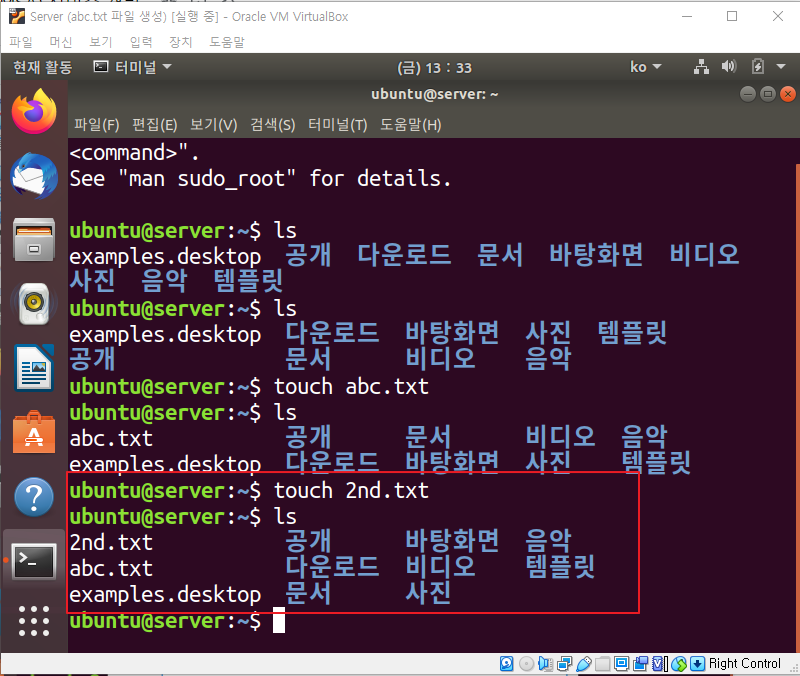 Server (abc.txt 파일 생성) [실행 중] - Oracle VM VirtualBox
파일 머신 보기 입력 장치 도움말
현재 활동 터미널 (금) 13 : 33 ko
ubuntu@server: ~
파일(F) 편집(E) 보기(V) 검색(S) 터미널(T) 도움말(H)
<command>".
See "man sudo_root" for details.
ubuntu@server:~$ ls
examples.desktop 공개 다운로드 문서 바탕화면 비디오
사진 음악 템플릿
ubuntu@server:~$ ls
examples.desktop 다운로드 바탕화면 사진 템플릿
공개 문서 비디오 음악
ubuntu@server:~$ touch abc.txt
ubuntu@server:~$ ls
abc.txt 공개 문서 비디오 음악
examples.desktop 다운로드 바탕화면 사진 템플릿
ubuntu@server:~$ touch 2nd.txt
ubuntu@server:~$ ls
2nd.txt 공개 바탕화면 음악
abc.txt 다운로드 비디오 템플릿
examples.desktop 문서 사진
ubuntu@server:~$
Right Control